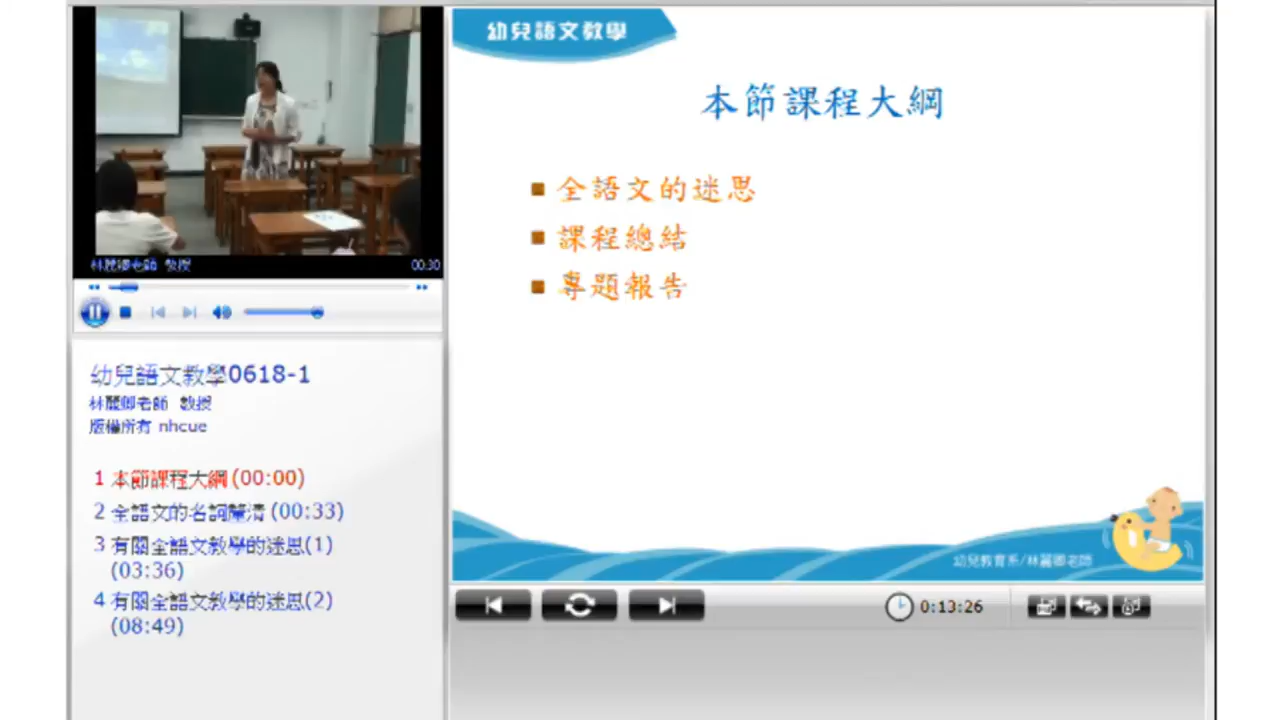 林麗卿老師 教授
00:30
幼兒語文教學0618-1
林麗卿老師 教授
版權所有 nhcue
1 本節課程大綱 (00:00)
2 全語文的名詞釐清 (00:33)
3 有關全語文教學的迷思(1)
(03:36)
4 有關全語文教學的迷思(2)
(08:49)
幼兒語文教學
本節課程大綱
全語文的迷思
課程總結
專題報告
幼兒教育系/林麗卿老師
0:13:26